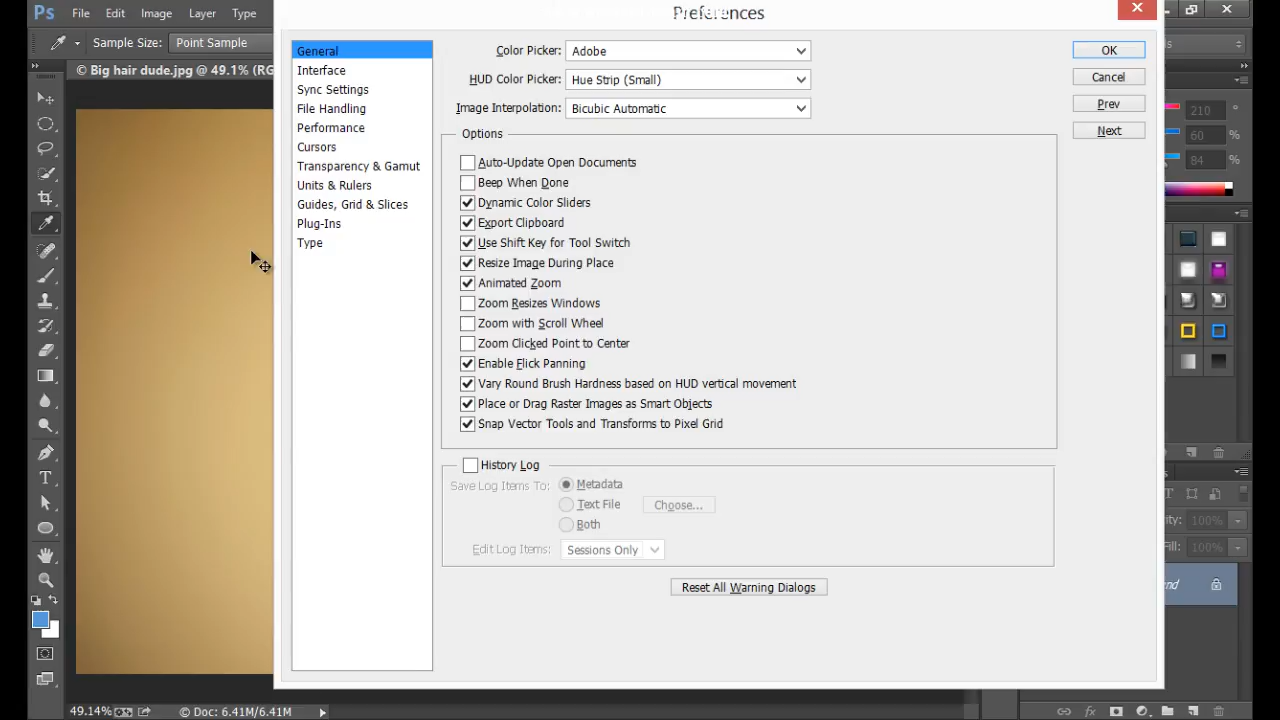 Ps File Edit Image Layer Type
Preferences
Sample Size: Point Sample
© Big hair dude.jpg @ 49.1% (RG
General
Interface
Sync Settings
File Handling
Performance
Cursors
Transparency & Gamut
Units & Rulers
Guides, Grid & Slices
Plug-Ins
Type
Color Picker: Adobe
HUD Color Picker: Hue Strip (Small)
Image Interpolation: Bicubic Automatic
Options
Auto-Update Open Documents
Beep When Done
Dynamic Color Sliders
Export Clipboard
Use Shift Key for Tool Switch
Resize Image During Place
Animated Zoom
Zoom Resizes Windows
Zoom with Scroll Wheel
Zoom Clicked Point to Center
Enable Flick Panning
Vary Round Brush Hardness based on HUD vertical movement
Place or Drag Raster Images as Smart Objects
Snap Vector Tools and Transforms to Pixel Grid
History Log
Save Log Items To: Metadata
Text File Choose...
Both
Edit Log Items: Sessions Only
Reset All Warning Dialogs
OK
Cancel
Prev
Next
210 °
60 %
84 %
ity: 100%
Fill: 100%
nd
fx
49.14% © Doc: 6.41M/6.41M